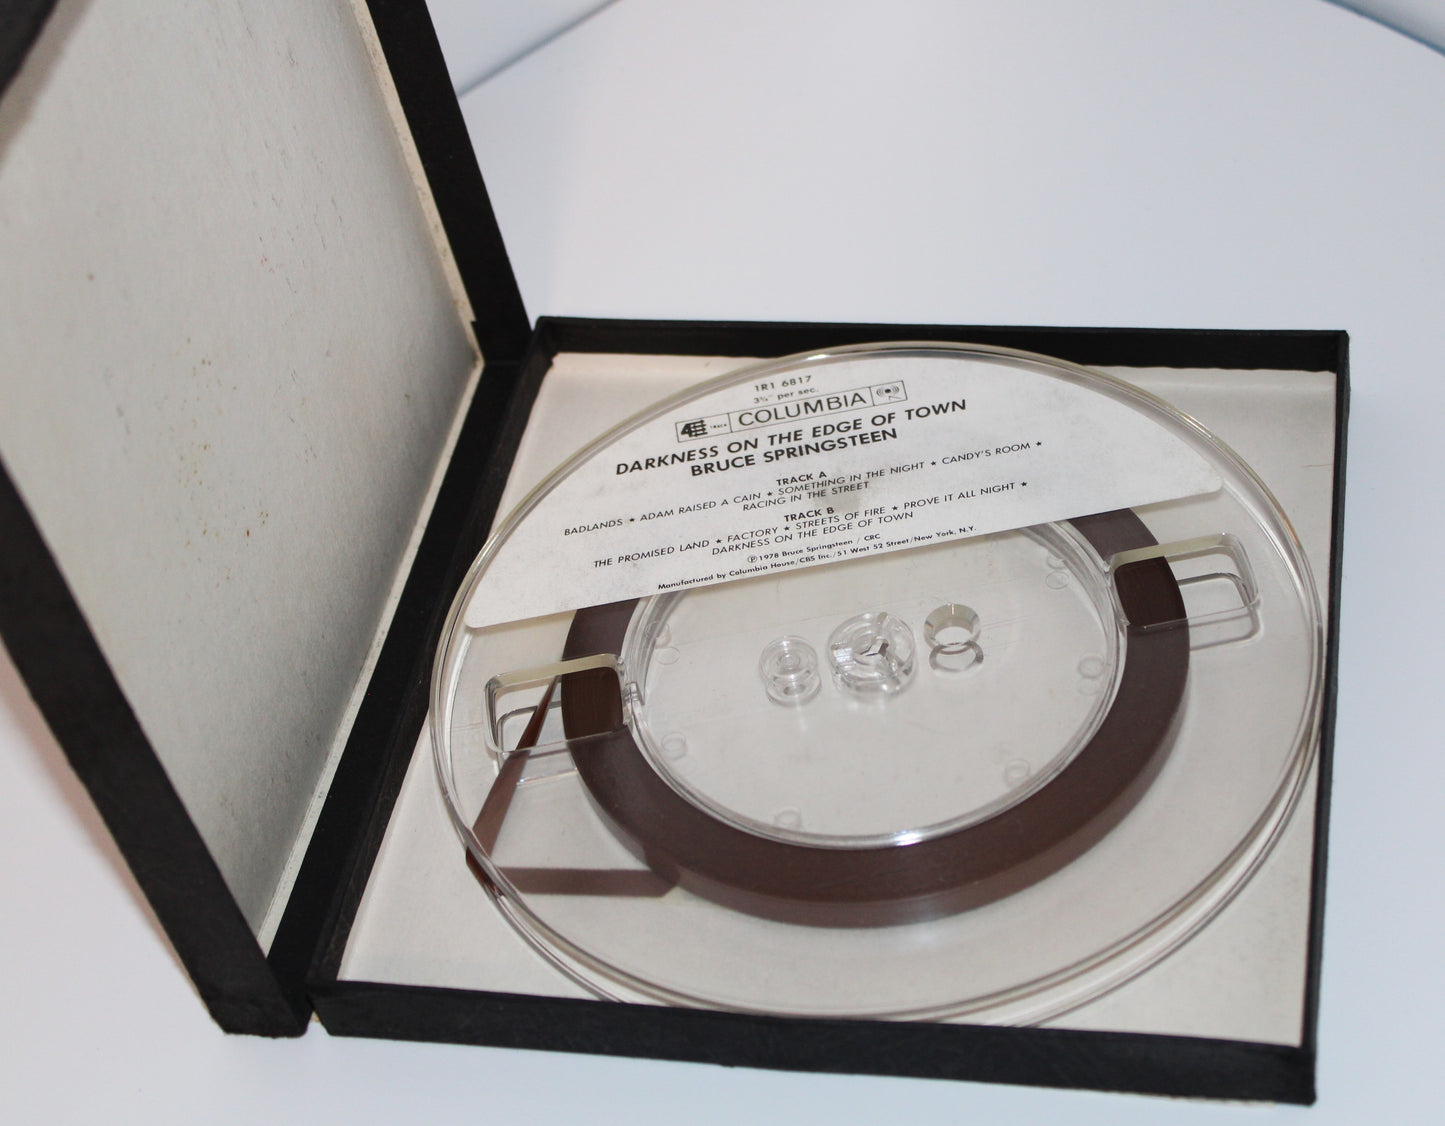 1R1 6817
3¾" per sec.
4 TRACK COLUMBIA
DARKNESS ON THE EDGE OF TOWN
BRUCE SPRINGSTEEN
TRACK A
BADLANDS ★ ADAM RAISED A CAIN ★ SOMETHING IN THE NIGHT ★ CANDY'S ROOM ★
RACING IN THE STREET
TRACK B
THE PROMISED LAND ★ FACTORY ★ STREETS OF FIRE ★ PROVE IT ALL NIGHT ★
DARKNESS ON THE EDGE OF TOWN
Ⓟ 1978 Bruce Springsteen / CRC
Manufactured by Columbia House/CBS Inc./51 West 52 Street/New York, N.Y.